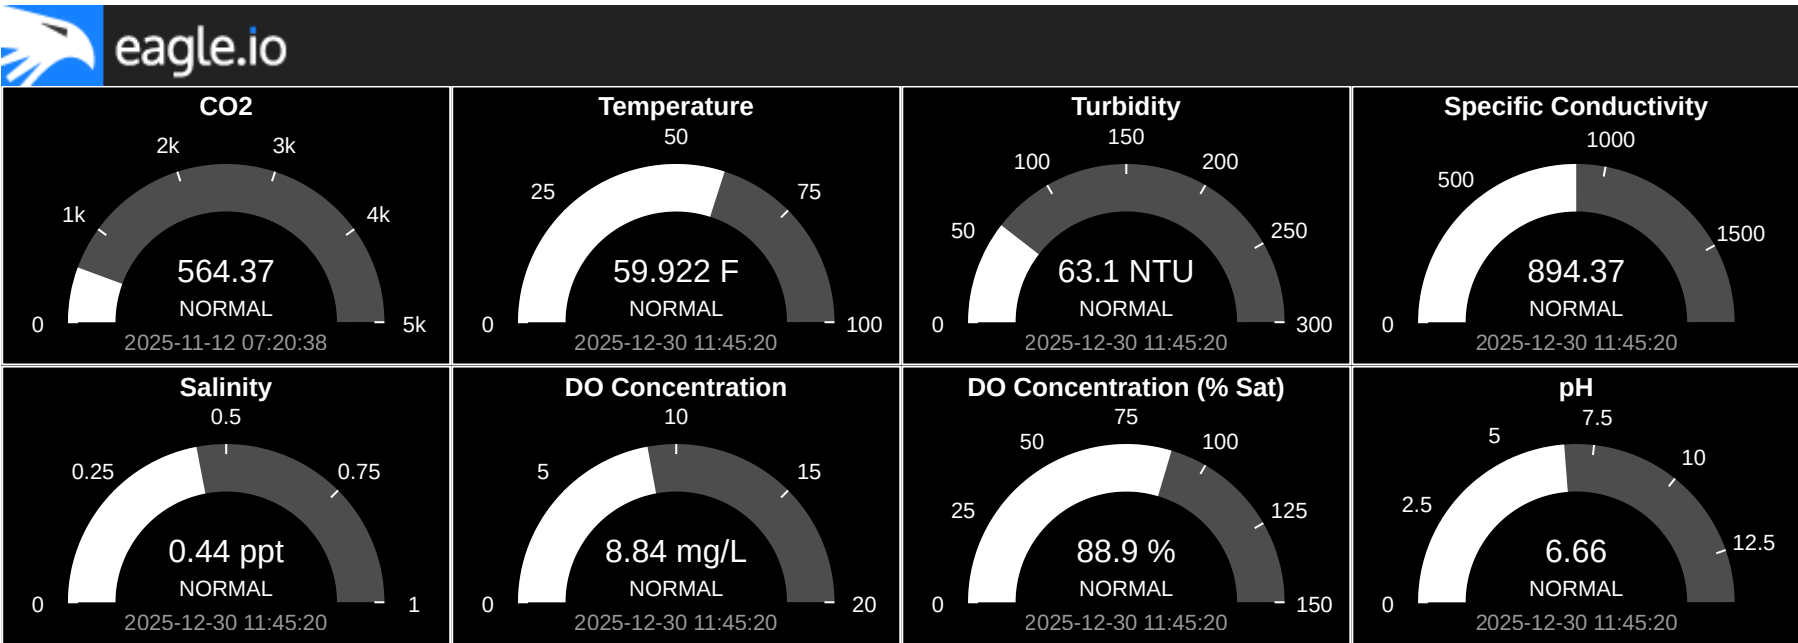 eagle.io
CO2
2k
3k
1k
4k
564.37
NORMAL
0
5k
2025-11-12 07:20:38
Temperature
50
25
75
59.922 F
NORMAL
0
100
2025-12-30 11:45:20
Turbidity
150
100
200
50
250
63.1 NTU
NORMAL
0
300
2025-12-30 11:45:20
Specific Conductivity
1000
500
1500
894.37
NORMAL
0
2025-12-30 11:45:20
Salinity
0.5
0.25
0.75
0.44 ppt
NORMAL
0
1
2025-12-30 11:45:20
DO Concentration
10
5
15
8.84 mg/L
NORMAL
0
20
2025-12-30 11:45:20
DO Concentration (% Sat)
75
50
100
25
125
88.9 %
NORMAL
0
150
2025-12-30 11:45:20
pH
7.5
5
10
2.5
12.5
6.66
NORMAL
0
2025-12-30 11:45:20